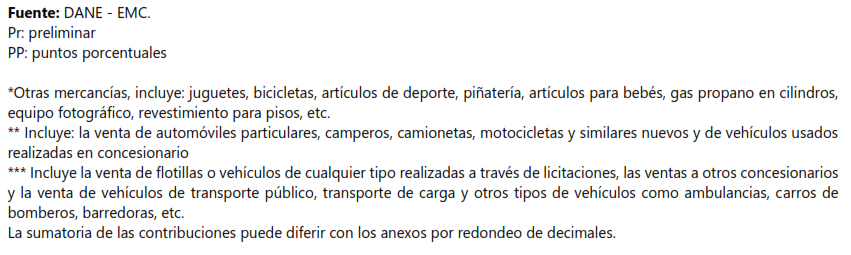 Fuente: DANE - EMC.
Pr: preliminar
PP: puntos porcentuales
*Otras mercancías, incluye: juguetes, bicicletas, artículos de deporte, piñatería, artículos para bebés, gas propano en cilindros,
equipo fotográfico, revestimiento para pisos, etc.
** Incluye: la venta de automóviles particulares, camperos, camionetas, motocicletas y similares nuevos y de vehículos usados
realizadas en concesionario
*** Incluye la venta de flotillas o vehículos de cualquier tipo realizadas a través de licitaciones, las ventas a otros concesionarios
y la venta de vehículos de transporte público, transporte de carga y otros tipos de vehículos como ambulancias, carros de
bomberos, barredoras, etc.
La sumatoria de las contribuciones puede diferir con los anexos por redondeo de decimales.